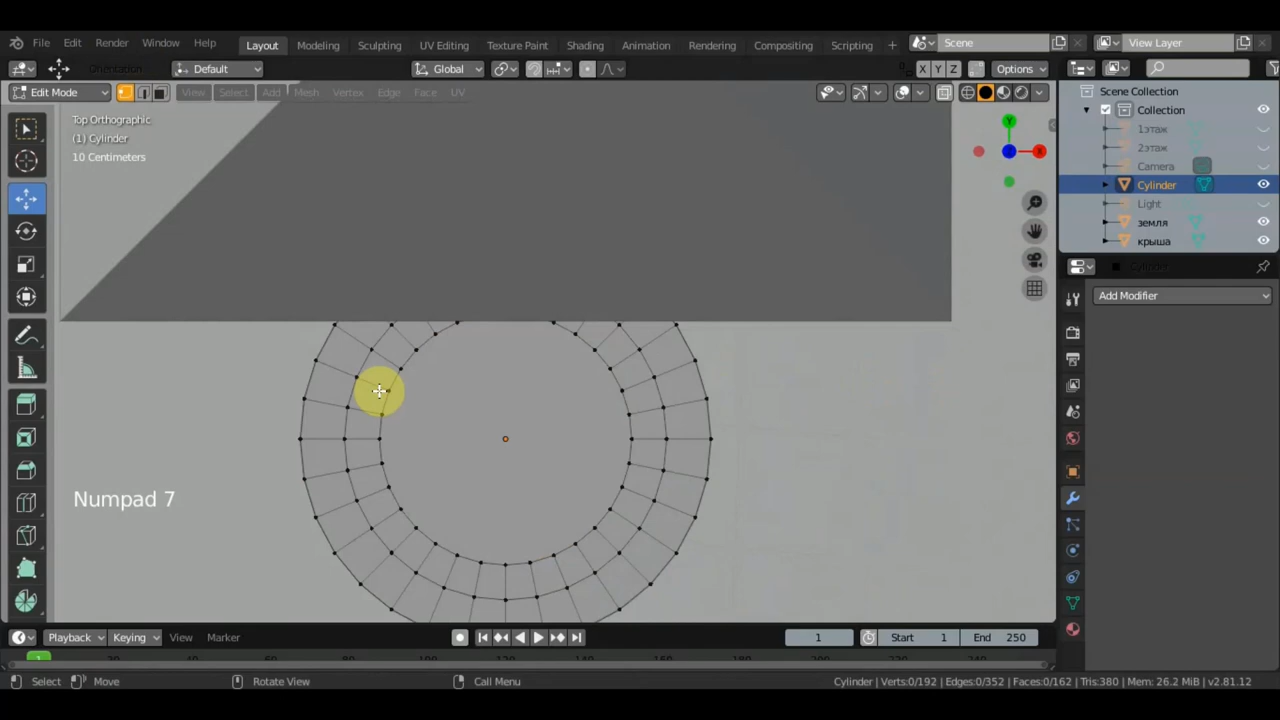 File Edit Render Window Help Layout Modeling Sculpting UV Editing Texture Paint Shading Animation Rendering Compositing Scripting + Scene View Layer
Orientation Default Global X Y Z Options
Edit Mode View Select Add Mesh Vertex Edge Face UV
Scene Collection
Collection
1этаж
2этаж
Camera
Cylinder
Light
земля
крыша
Top Orthographic
(1) Cylinder
10 Centimeters
Y
Z
X
Cylinder
Add Modifier
Numpad 7
Playback Keying View Marker 1 Start 1 End 250
1
Select Move Rotate View Call Menu Cylinder | Verts:0/192 | Edges:0/352 | Faces:0/162 | Tris:380 | Mem: 26.2 MiB | v2.81.12